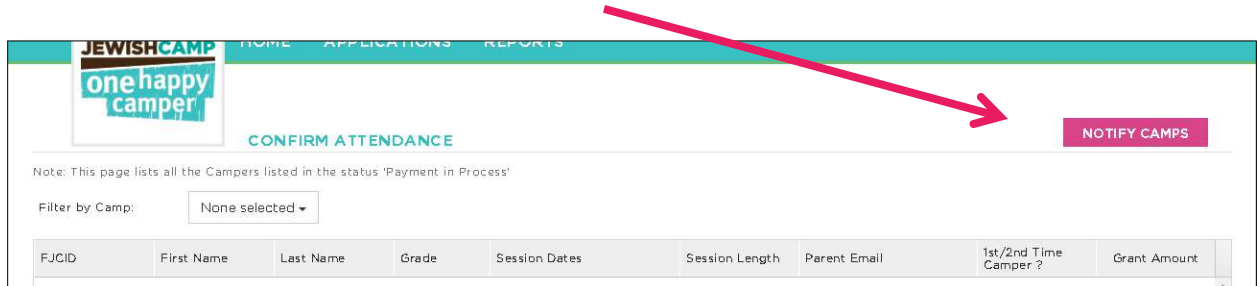 JEWISHCAMP
HOME APPLICATIONS REPORTS
onehappy
camper
CONFIRM ATTENDANCE
NOTIFY CAMPS
Note: This page lists all the Campers listed in the status 'Payment in Process'
Filter by Camp: None selected
FJCID First Name Last Name Grade Session Dates Session Length Parent Email 1st/2nd Time Camper ? Grant Amount